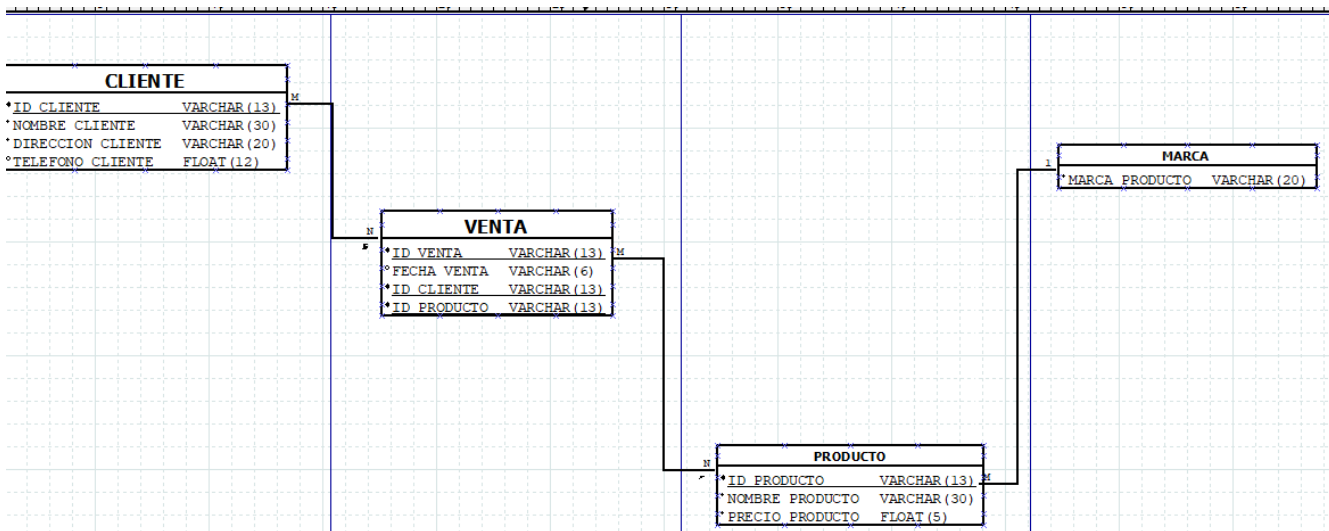 CLIENTE
ID CLIENTE VARCHAR(13)
NOMBRE CLIENTE VARCHAR(30)
DIRECCION CLIENTE VARCHAR(20)
TELEFONO CLIENTE FLOAT(12)
M
N
VENTA
ID VENTA VARCHAR(13)
FECHA VENTA VARCHAR(6)
ID CLIENTE VARCHAR(13)
ID PRODUCTO VARCHAR(13)
M
N
PRODUCTO
ID PRODUCTO VARCHAR(13)
NOMBRE PRODUCTO VARCHAR(30)
PRECIO PRODUCTO FLOAT(5)
M
1
MARCA
MARCA PRODUCTO VARCHAR(20)